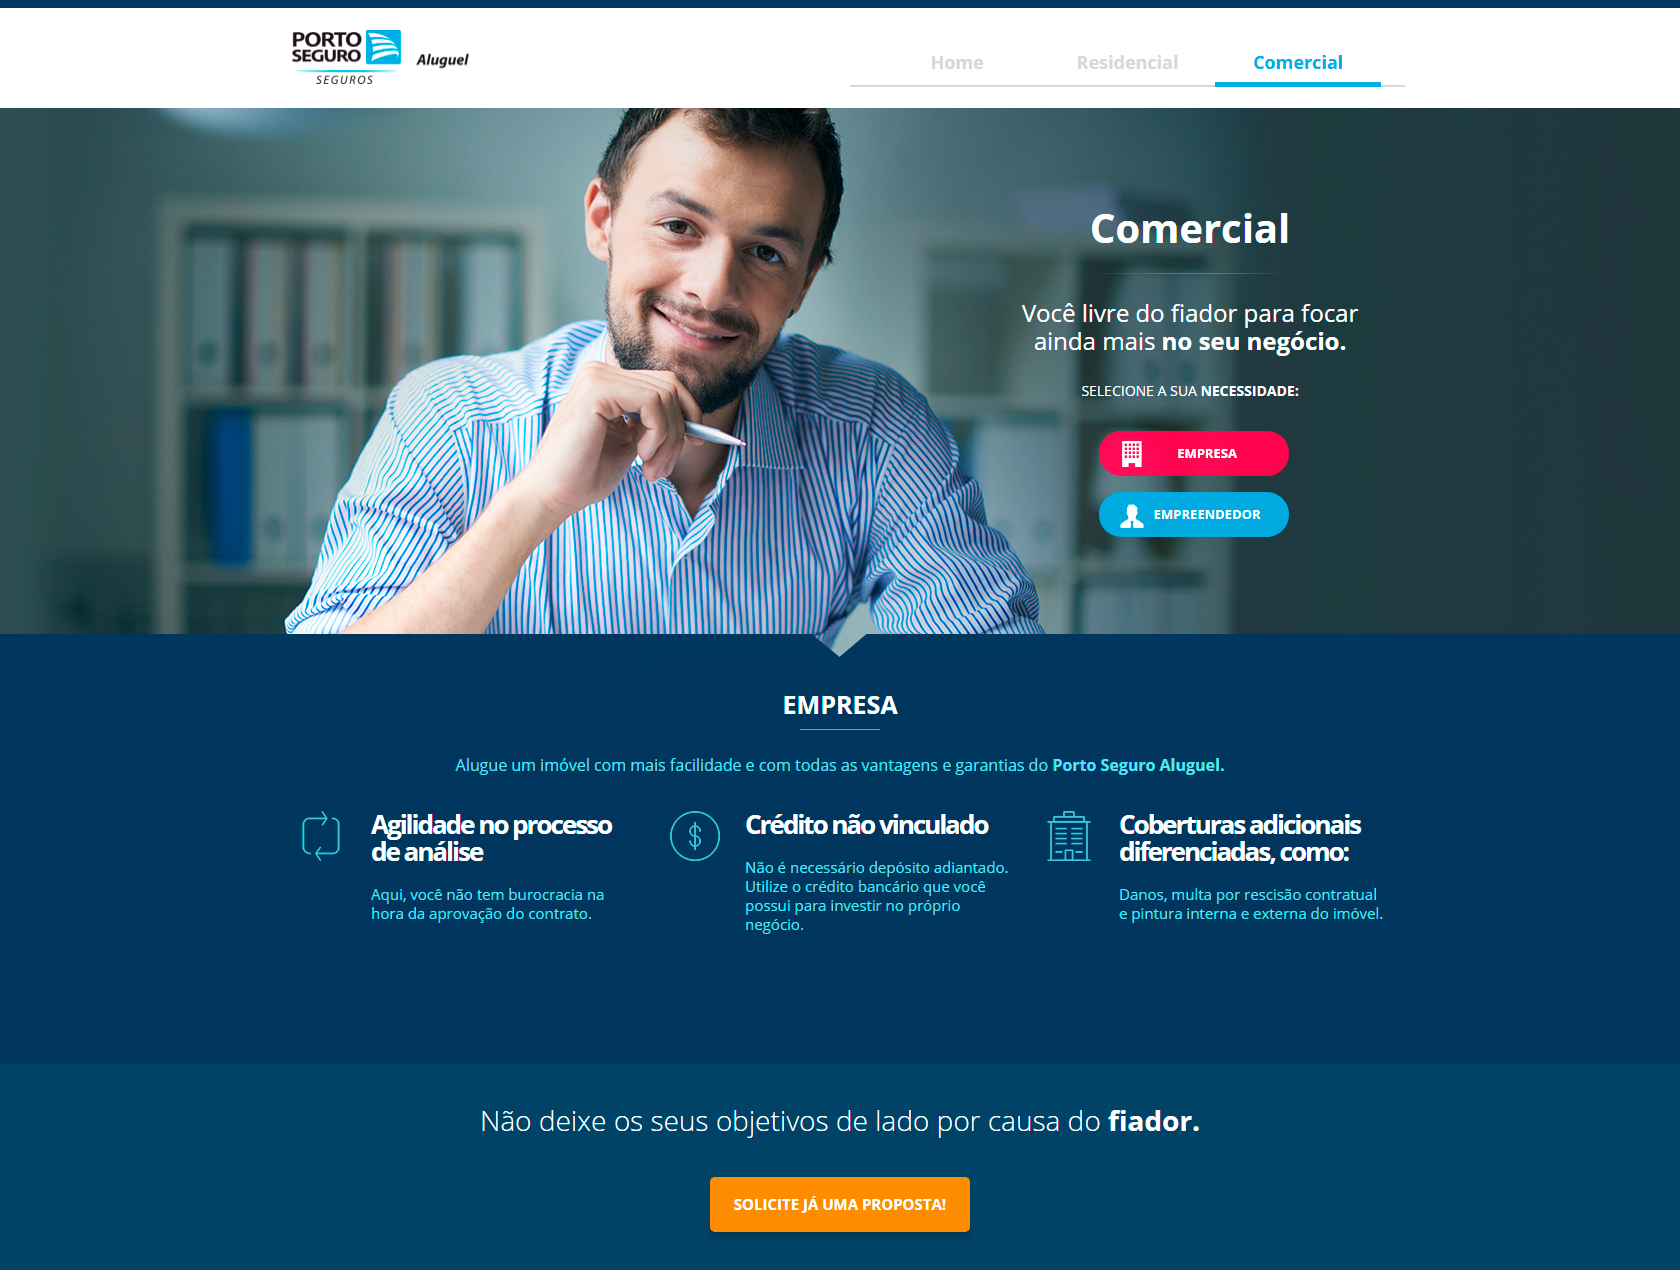 PORTO
SEGURO
SEGUROS
Aluguel
Home
Residencial
Comercial
Comercial
Você livre do fiador para focar
ainda mais no seu negócio.
SELECIONE A SUA NECESSIDADE:
EMPRESA
EMPREENDEDOR
EMPRESA
Alugue um imóvel com mais facilidade e com todas as vantagens e garantias do Porto Seguro Aluguel.
Agilidade no processo
de análise
Aqui, você não tem burocracia na
hora da aprovação do contrato.
Crédito não vinculado
Não é necessário depósito adiantado.
Utilize o crédito bancário que você
possui para investir no próprio
negócio.
Coberturas adicionais
diferenciadas, como:
Danos, multa por rescisão contratual
e pintura interna e externa do imóvel.
Não deixe os seus objetivos de lado por causa do fiador.
SOLICITE JÁ UMA PROPOSTA!